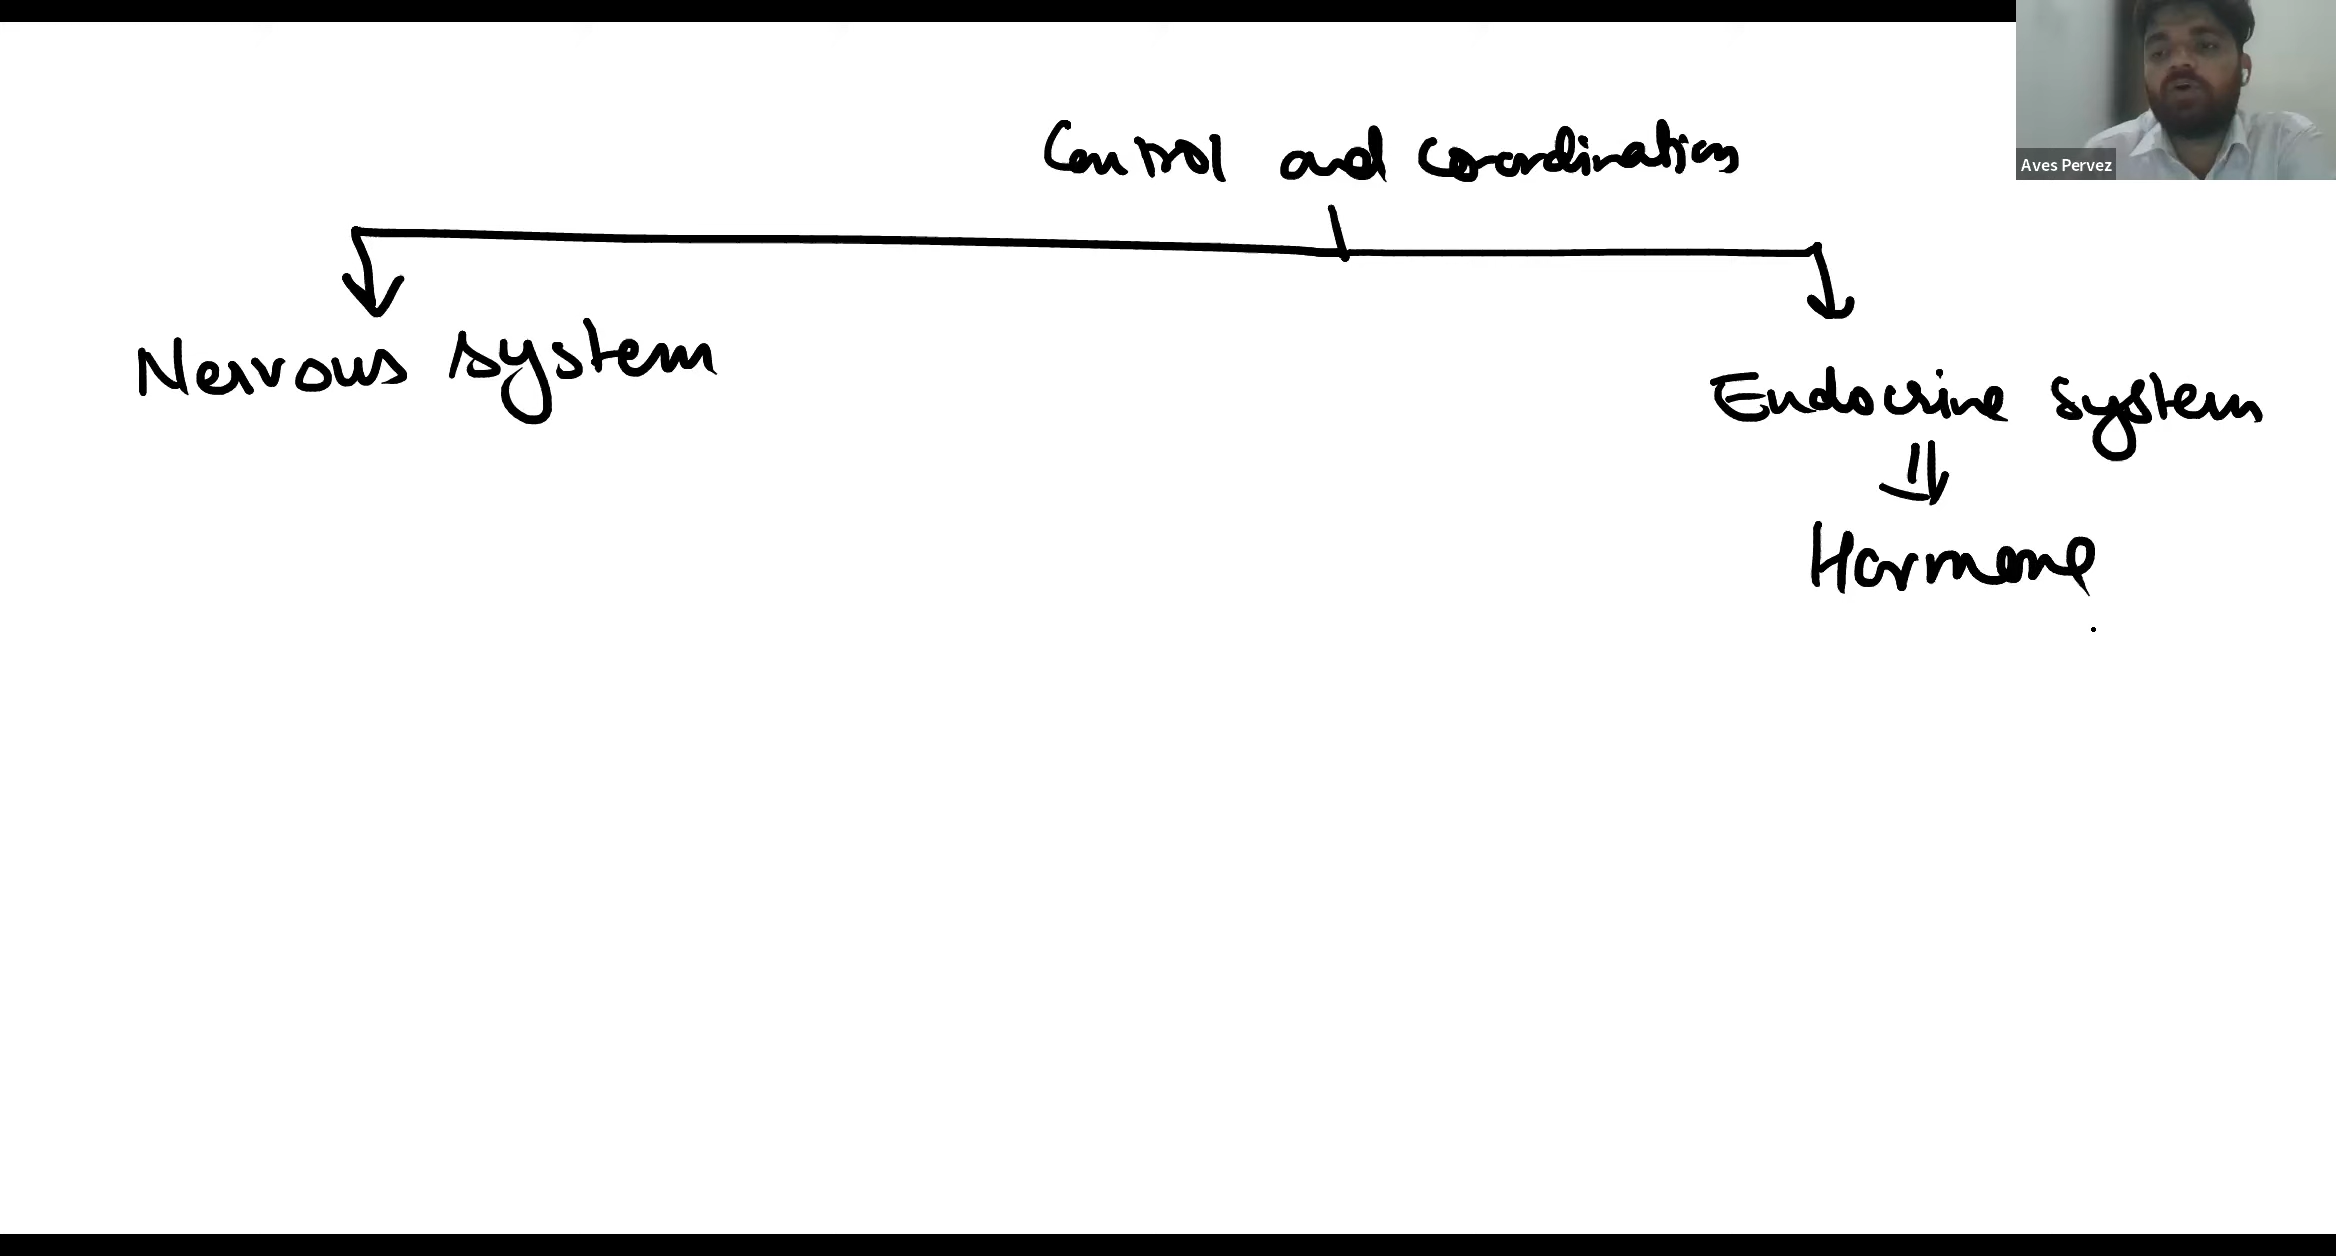 Control and coordination
Aves Pervez
Nervous system
Endocrine system
Hormone